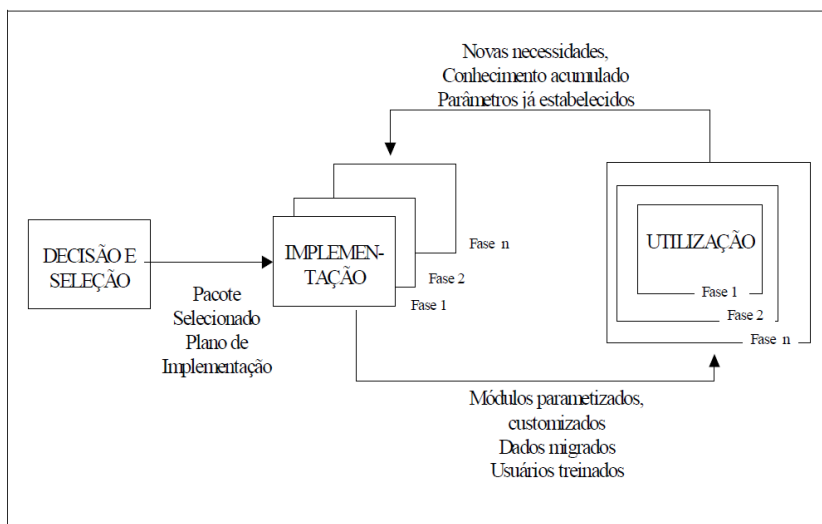 Novas necessidades,
Conhecimento acumulado
Parâmetros já estabelecidos
DECISÃO E
SELEÇÃO
Pacote
Selecionado
Plano de
Implementação
IMPLEMEN-
TAÇÃO
Fase 1
Fase 2
Fase n
UTILIZAÇÃO
Fase 1
Fase 2
Fase n
Módulos parametizados,
customizados
Dados migrados
Usuários treinados